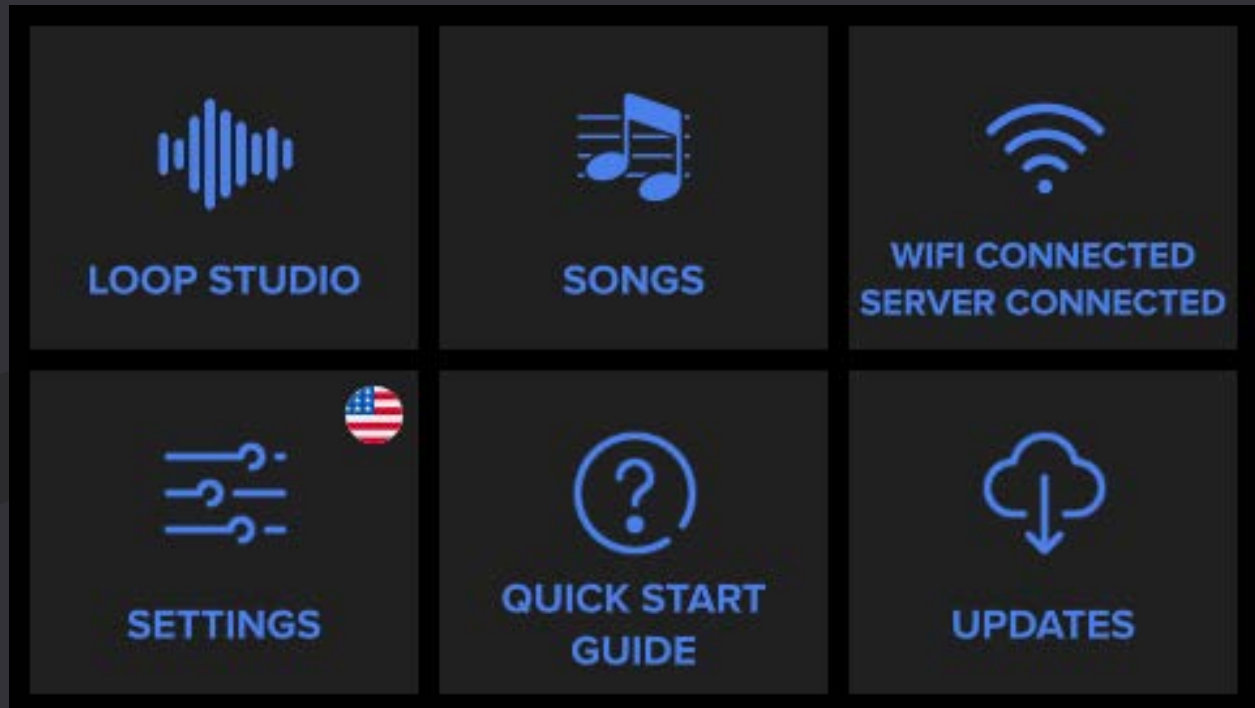 LOOP STUDIO
SONGS
WIFI CONNECTED
SERVER CONNECTED
SETTINGS
QUICK START
GUIDE
UPDATES